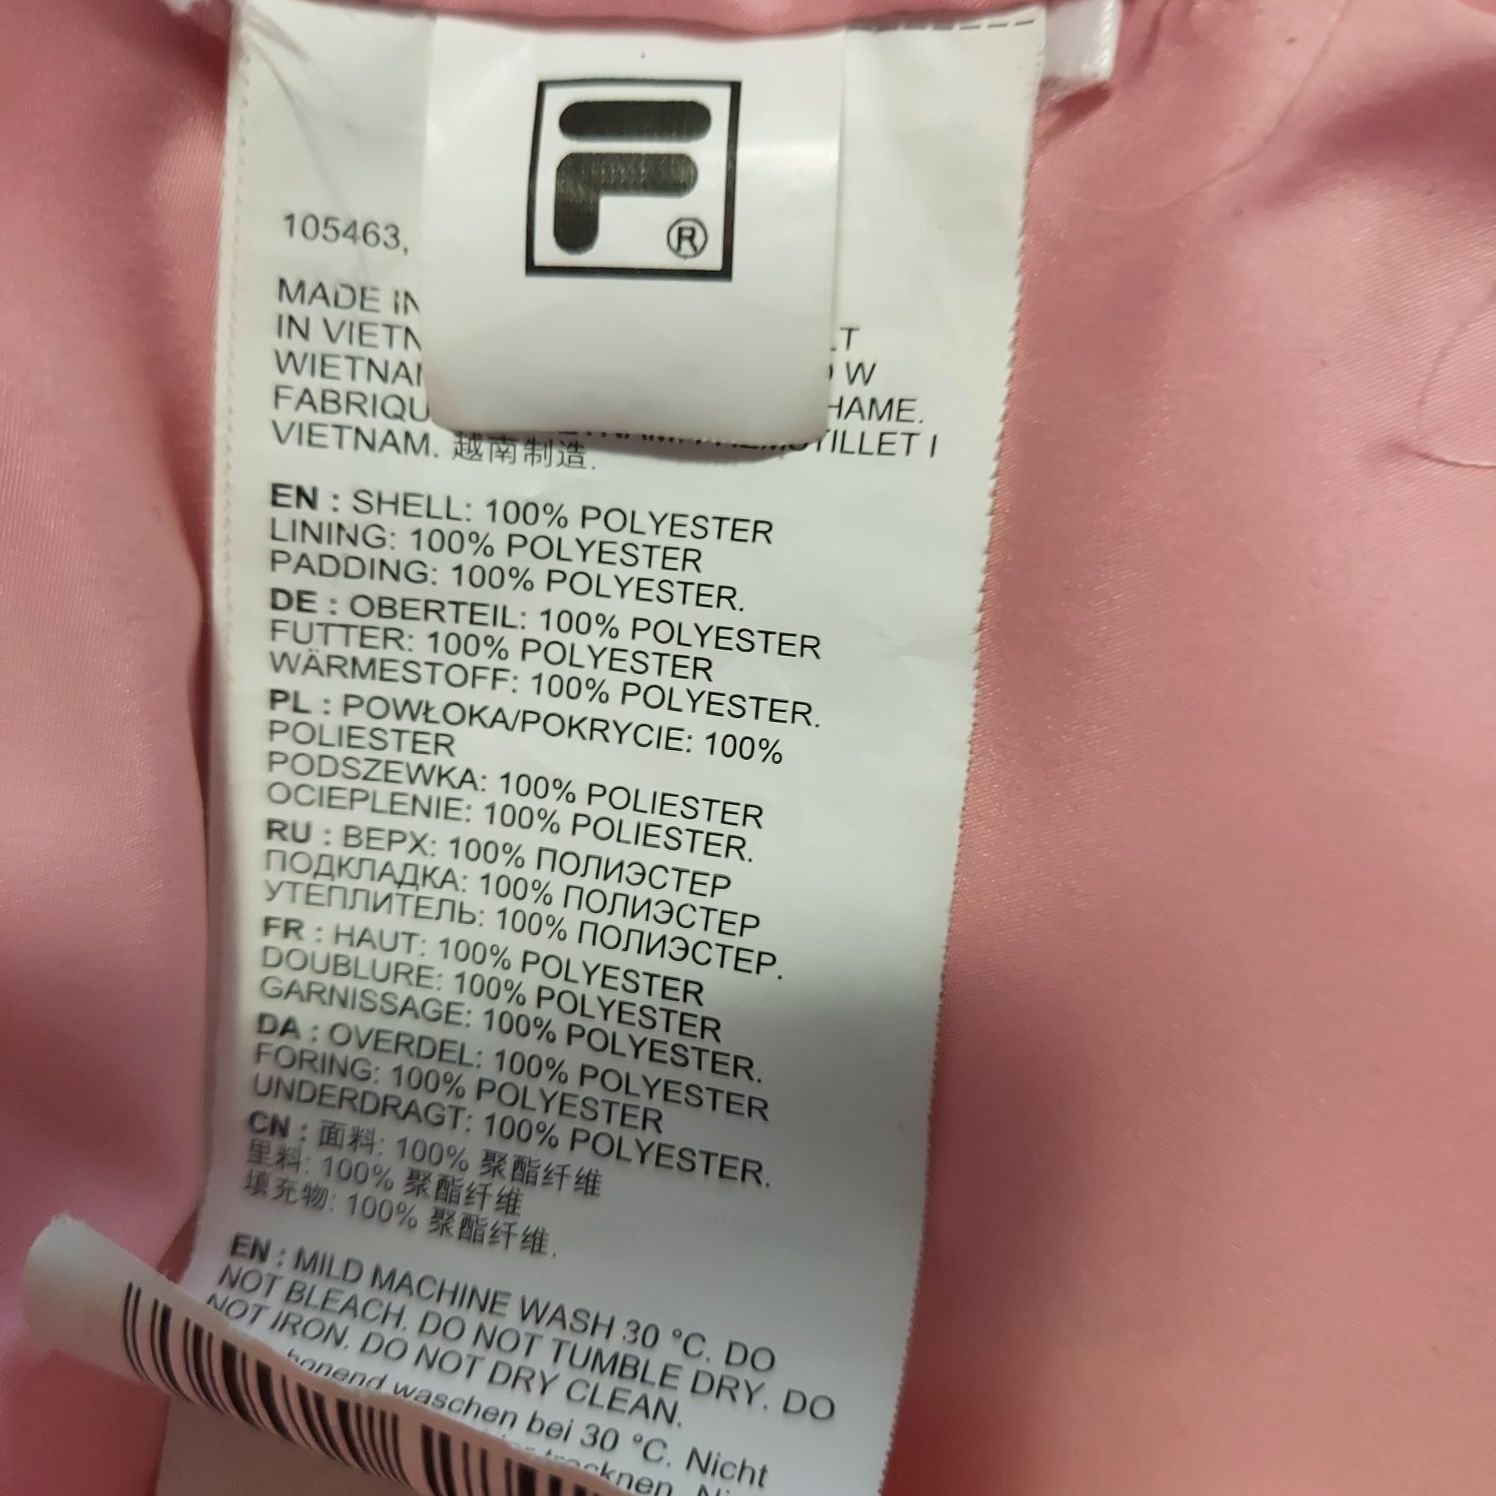 F®
105463,
MADE IN
IN VIETN
WIETNA
LT
W
FABRIQU
HAME.
TILLET I
VIETNAM. 越南制造.
EN : SHELL: 100% POLYESTER
LINING: 100% POLYESTER
PADDING: 100% POLYESTER.
DE : OBERTEIL: 100% POLYESTER
FUTTER: 100% POLYESTER
WÄRMESTOFF: 100% POLYESTER.
PL : POWŁOKA/POKRYCIE: 100%
POLIESTER
PODSZEWKA: 100% POLIESTER
OCIEPLENIE: 100% POLIESTER.
RU : ВЕРХ: 100% ПОЛИЭСТЕР
ПОДКЛАДКА: 100% ПОЛИЭСТЕР
УТЕПЛИТЕЛЬ: 100% ПОЛИЭСТЕР.
FR : HAUT: 100% POLYESTER
DOUBLURE: 100% POLYESTER
GARNISSAGE: 100% POLYESTER.
DA : OVERDEL: 100% POLYESTER
FORING: 100% POLYESTER
UNDERDRAGT: 100% POLYESTER.
CN : 面料: 100% 聚酯纤维
里料: 100% 聚酯纤维
填充物: 100% 聚酯纤维.
EN : MILD MACHINE WASH 30 °C. DO
NOT BLEACH. DO NOT TUMBLE DRY. DO
NOT IRON. DO NOT DRY CLEAN.
honend waschen bei 30 °C. Nicht
trocknen.